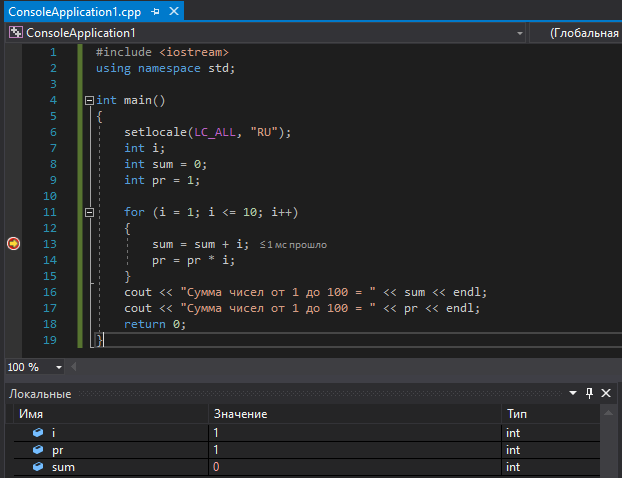 ConsoleApplication1.cpp
ConsoleApplication1 (Глобальная
1 #include <iostream>
2 using namespace std;
3
4 int main()
5 {
6 setlocale(LC_ALL, "RU");
7 int i;
8 int sum = 0;
9 int pr = 1;
10
11 for (i = 1; i <= 10; i++)
12 {
13 sum = sum + i; ≤ 1 мс прошло
14 pr = pr * i;
15 }
16 cout << "Сумма чисел от 1 до 100 = " << sum << endl;
17 cout << "Сумма чисел от 1 до 100 = " << pr << endl;
18 return 0;
19 }
100 %
Локальные
Имя Значение Тип
i 1 int
pr 1 int
sum 0 int